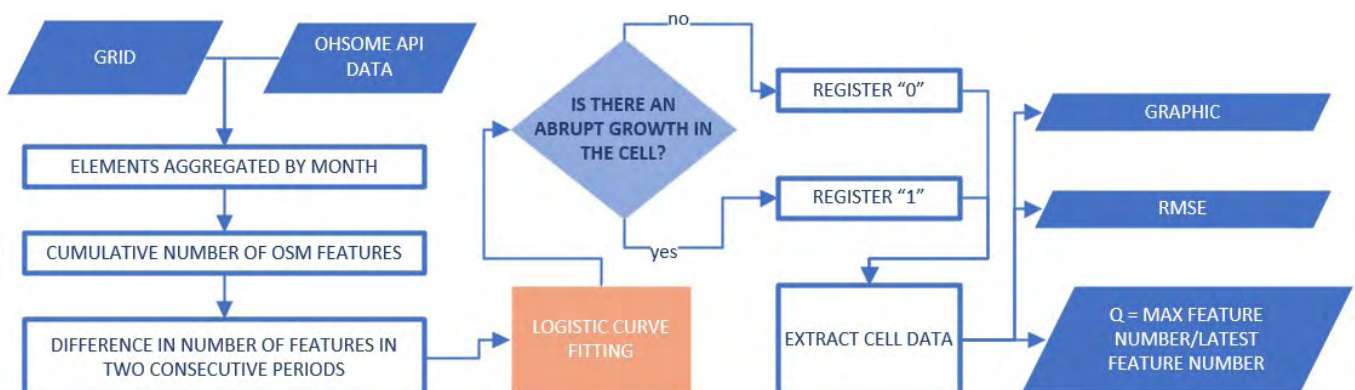 GRID
OHSOME API
DATA
ELEMENTS AGGREGATED BY MONTH
CUMULATIVE NUMBER OF OSM FEATURES
DIFFERENCE IN NUMBER OF FEATURES IN
TWO CONSECUTIVE PERIODS
LOGISTIC CURVE
FITTING
IS THERE AN
ABRUPT GROWTH IN
THE CELL?
no
yes
REGISTER “0”
REGISTER “1”
EXTRACT CELL DATA
GRAPHIC
RMSE
Q = MAX FEATURE
NUMBER/LATEST
FEATURE NUMBER